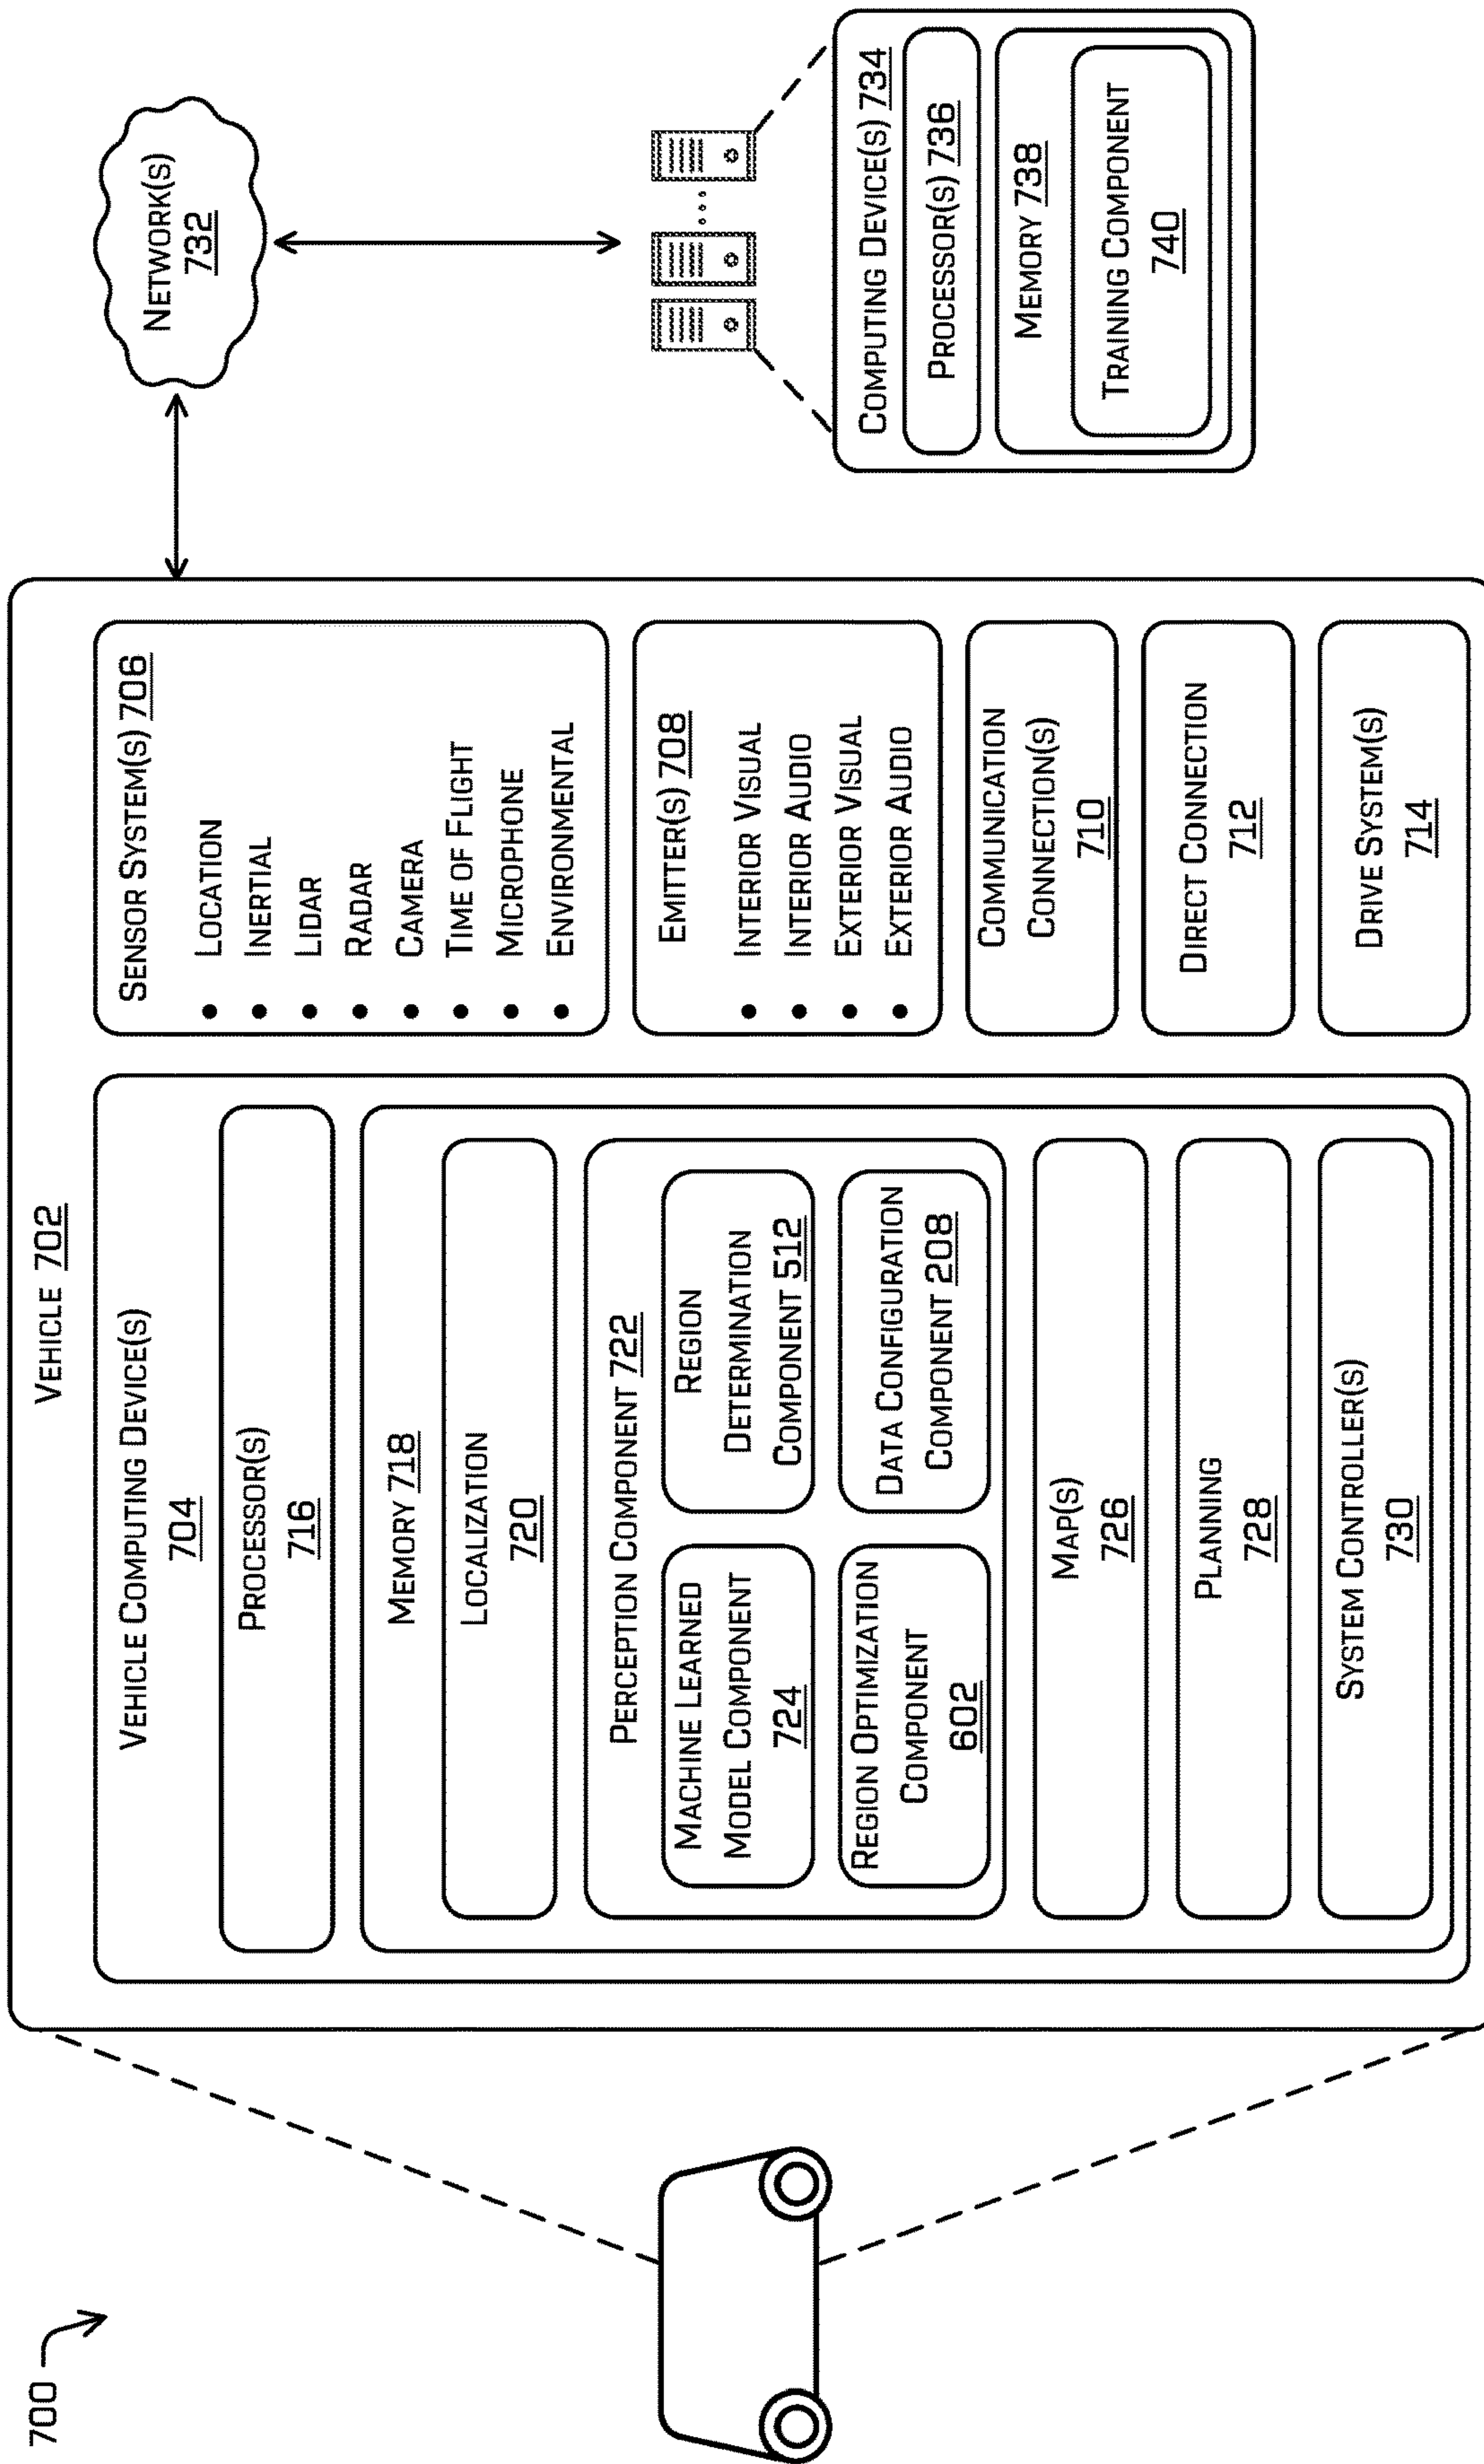 700
VEHICLE 702
VEHICLE COMPUTING DEVICE(S)
704
PROCESSOR(S)
716
MEMORY 718
LOCALIZATION
720
PERCEPTION COMPONENT 722
MACHINE LEARNED
MODEL COMPONENT
724
REGION
DETERMINATION
COMPONENT 512
REGION OPTIMIZATION
COMPONENT
602
DATA CONFIGURATION
COMPONENT 208
MAP(S)
726
PLANNING
728
SYSTEM CONTROLLER(S)
730
SENSOR SYSTEM(S) 706
• LOCATION
• INERTIAL
• LIDAR
• RADAR
• CAMERA
• TIME OF FLIGHT
• MICROPHONE
• ENVIRONMENTAL
EMITTER(S) 708
• INTERIOR VISUAL
• INTERIOR AUDIO
• EXTERIOR VISUAL
• EXTERIOR AUDIO
COMMUNICATION
CONNECTION(S)
710
DIRECT CONNECTION
712
DRIVE SYSTEM(S)
714
NETWORK(S)
732
COMPUTING DEVICE(S) 734
PROCESSOR(S) 736
MEMORY 738
TRAINING COMPONENT
740